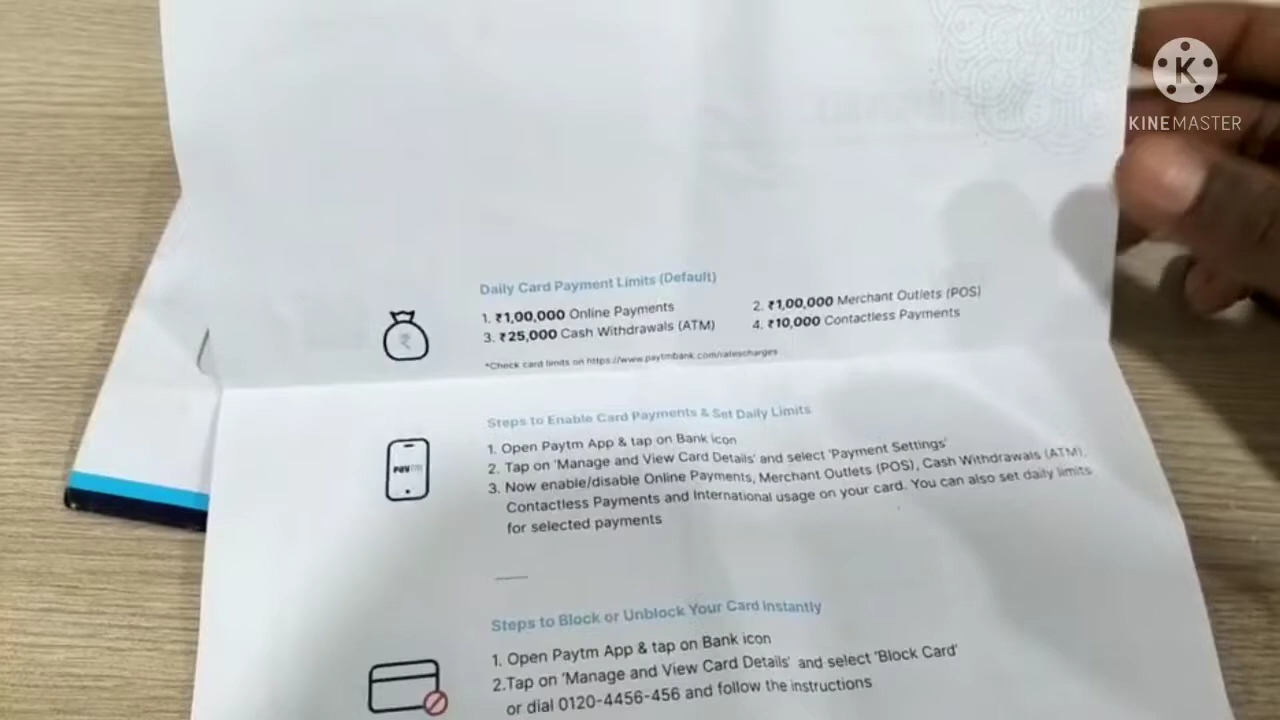 KINEMASTER
Daily Card Payment Limits (Default)
1. ₹1,00,000 Online Payments
2. ₹1,00,000 Merchant Outlets (POS)
3. ₹25,000 Cash Withdrawals (ATM)
4. ₹10,000 Contactless Payments
*Check card limits on https://www.paytmbank.com/ratescharges
Steps to Enable Card Payments & Set Daily Limits
paytm
1. Open Paytm App & tap on Bank icon
2. Tap on 'Manage and View Card Details' and select 'Payment Settings'
3. Now enable/disable Online Payments, Merchant Outlets (POS), Cash Withdrawals (ATM),
Contactless Payments and International usage on your card. You can also set daily limits
for selected payments
Steps to Block or Unblock Your Card Instantly
1. Open Paytm App & tap on Bank icon
2.Tap on 'Manage and View Card Details' and select 'Block Card'
or dial 0120-4456-456 and follow the instructions